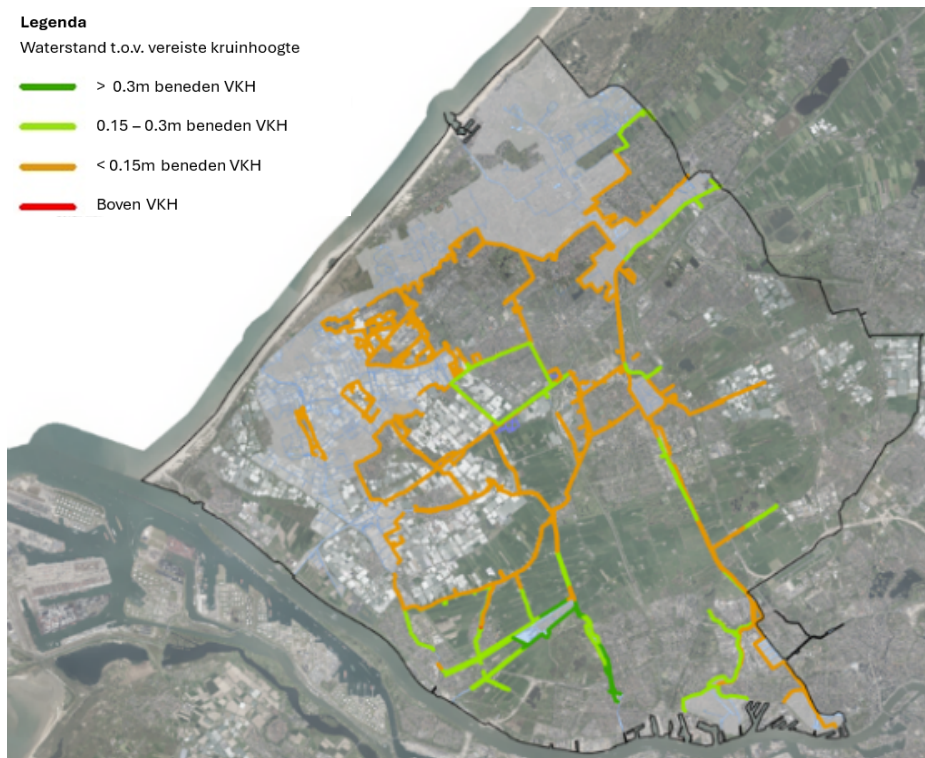 Legenda
Waterstand t.o.v. vereiste kruinhoogte
> 0.3m beneden VKH
0.15 – 0.3m beneden VKH
< 0.15m beneden VKH
Boven VKH